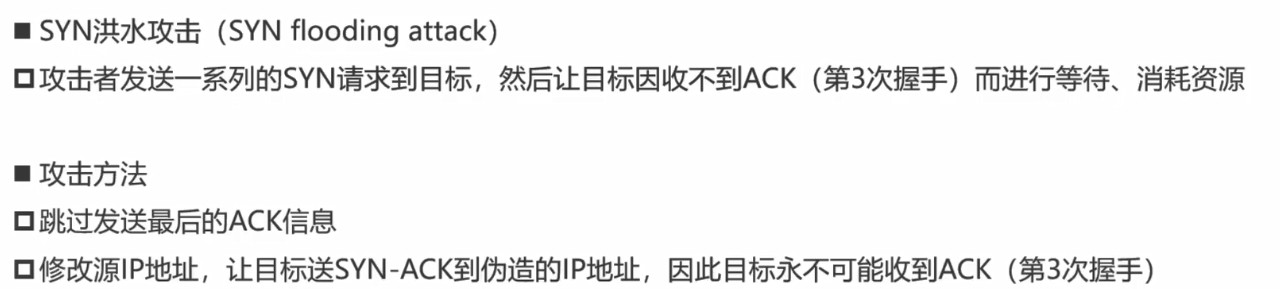 ■ SYN洪水攻击（SYN flooding attack）
□ 攻击者发送一系列的SYN请求到目标，然后让目标因收不到ACK（第3次握手）而进行等待、消耗资源
■ 攻击方法
□ 跳过发送最后的ACK信息
□ 修改源IP地址，让目标送SYN-ACK到伪造的IP地址，因此目标永不可能收到ACK（第3次握手）